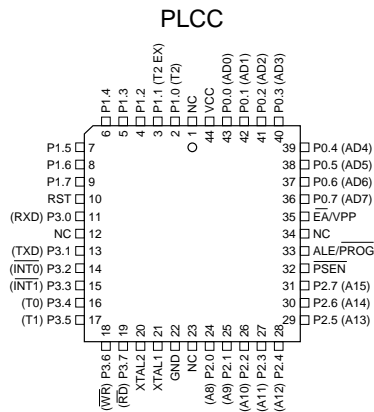 PLCC
P1.4
P1.3
P1.2
P1.1 (T2 EX)
P1.0 (T2)
NC
VCC
P0.0 (AD0)
P0.1 (AD1)
P0.2 (AD2)
P0.3 (AD3)
6
5
4
3
2
1
44
43
42
41
40
P1.5 7
P1.6 8
P1.7 9
RST 10
(RXD) P3.0 11
NC 12
(TXD) P3.1 13
(INT0) P3.2 14
(INT1) P3.3 15
(T0) P3.4 16
(T1) P3.5 17
39 P0.4 (AD4)
38 P0.5 (AD5)
37 P0.6 (AD6)
36 P0.7 (AD7)
35 EA/VPP
34 NC
33 ALE/PROG
32 PSEN
31 P2.7 (A15)
30 P2.6 (A14)
29 P2.5 (A13)
18
19
20
21
22
23
24
25
26
27
28
(WR) P3.6
(RD) P3.7
XTAL2
XTAL1
GND
NC
(A8) P2.0
(A9) P2.1
(A10) P2.2
(A11) P2.3
(A12) P2.4